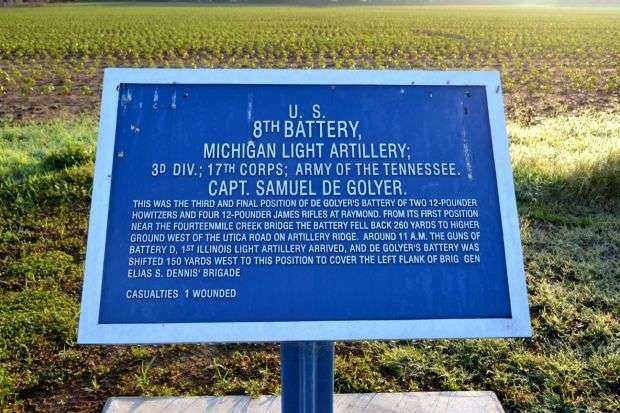 U. S.
8TH BATTERY,
MICHIGAN LIGHT ARTILLERY;
3D DIV.; 17TH CORPS; ARMY OF THE TENNESSEE.
CAPT. SAMUEL DE GOLYER.
THIS WAS THE THIRD AND FINAL POSITION OF DE GOLYER'S BATTERY OF TWO 12-POUNDER
HOWITZERS AND FOUR 12-POUNDER JAMES RIFLES AT RAYMOND. FROM ITS FIRST POSITION
NEAR THE FOURTEENMILE CREEK BRIDGE THE BATTERY FELL BACK 260 YARDS TO HIGHER
GROUND WEST OF THE UTICA ROAD ON ARTILLERY RIDGE. AROUND 11 A.M. THE GUNS OF
BATTERY D, 1ST ILLINOIS LIGHT ARTILLERY ARRIVED, AND DE GOLYER'S BATTERY WAS
SHIFTED 150 YARDS WEST TO THIS POSITION TO COVER THE LEFT FLANK OF BRIG GEN
ELIAS S. DENNIS' BRIGADE
CASUALTIES 1 WOUNDED